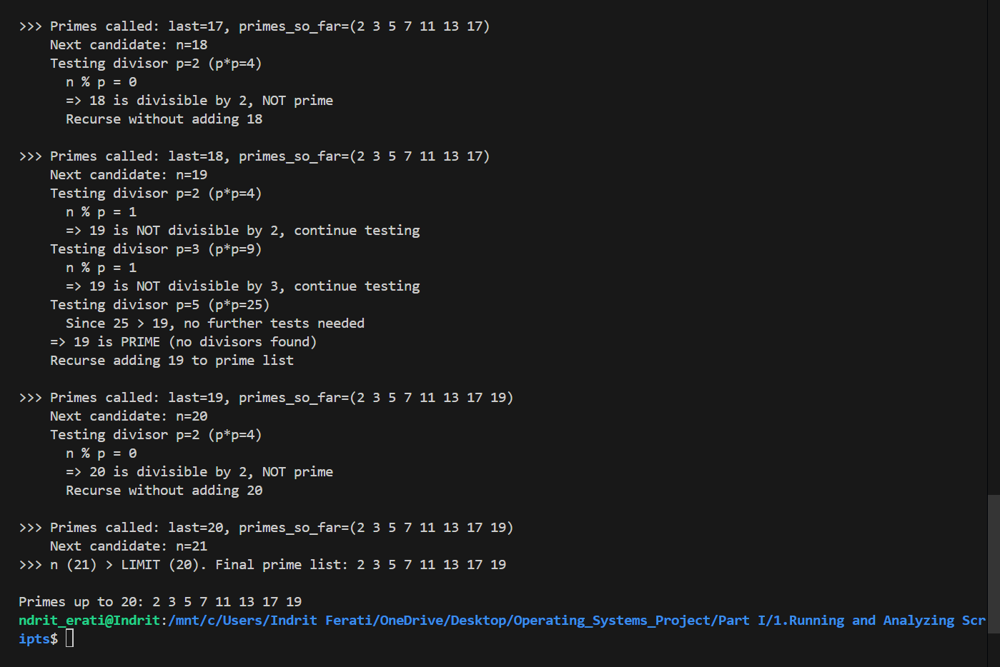 >>> Primes called: last=17, primes_so_far=(2 3 5 7 11 13 17)
Next candidate: n=18
Testing divisor p=2 (p*p=4)
n % p = 0
=> 18 is divisible by 2, NOT prime
Recurse without adding 18
>>> Primes called: last=18, primes_so_far=(2 3 5 7 11 13 17)
Next candidate: n=19
Testing divisor p=2 (p*p=4)
n % p = 1
=> 19 is NOT divisible by 2, continue testing
Testing divisor p=3 (p*p=9)
n % p = 1
=> 19 is NOT divisible by 3, continue testing
Testing divisor p=5 (p*p=25)
Since 25 > 19, no further tests needed
=> 19 is PRIME (no divisors found)
Recurse adding 19 to prime list
>>> Primes called: last=19, primes_so_far=(2 3 5 7 11 13 17 19)
Next candidate: n=20
Testing divisor p=2 (p*p=4)
n % p = 0
=> 20 is divisible by 2, NOT prime
Recurse without adding 20
>>> Primes called: last=20, primes_so_far=(2 3 5 7 11 13 17 19)
Next candidate: n=21
>>> n (21) > LIMIT (20). Final prime list: 2 3 5 7 11 13 17 19
Primes up to 20: 2 3 5 7 11 13 17 19
ndrit_erati@Indrit:/mnt/c/Users/Indrit Ferati/OneDrive/Desktop/Operating_Systems_Project/Part I/1.Running and Analyzing Scr
ipts$